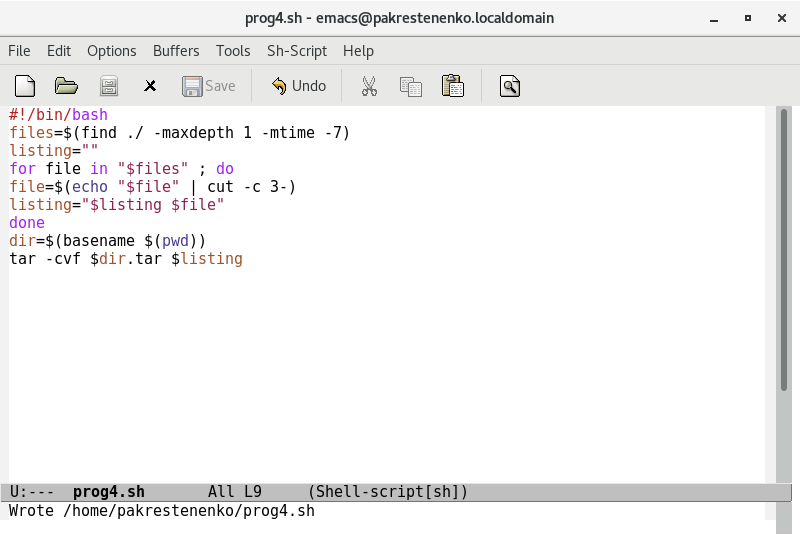 prog4.sh - emacs@pakrestenenko.localdomain
File Edit Options Buffers Tools Sh-Script Help
Save Undo
#!/bin/bash
files=$(find ./ -maxdepth 1 -mtime -7)
listing=""
for file in "$files" ; do
file=$(echo "$file" | cut -c 3-)
listing="$listing $file"
done
dir=$(basename $(pwd))
tar -cvf $dir.tar $listing
U:--- prog4.sh All L9 (Shell-script[sh])
Wrote /home/pakrestenenko/prog4.sh